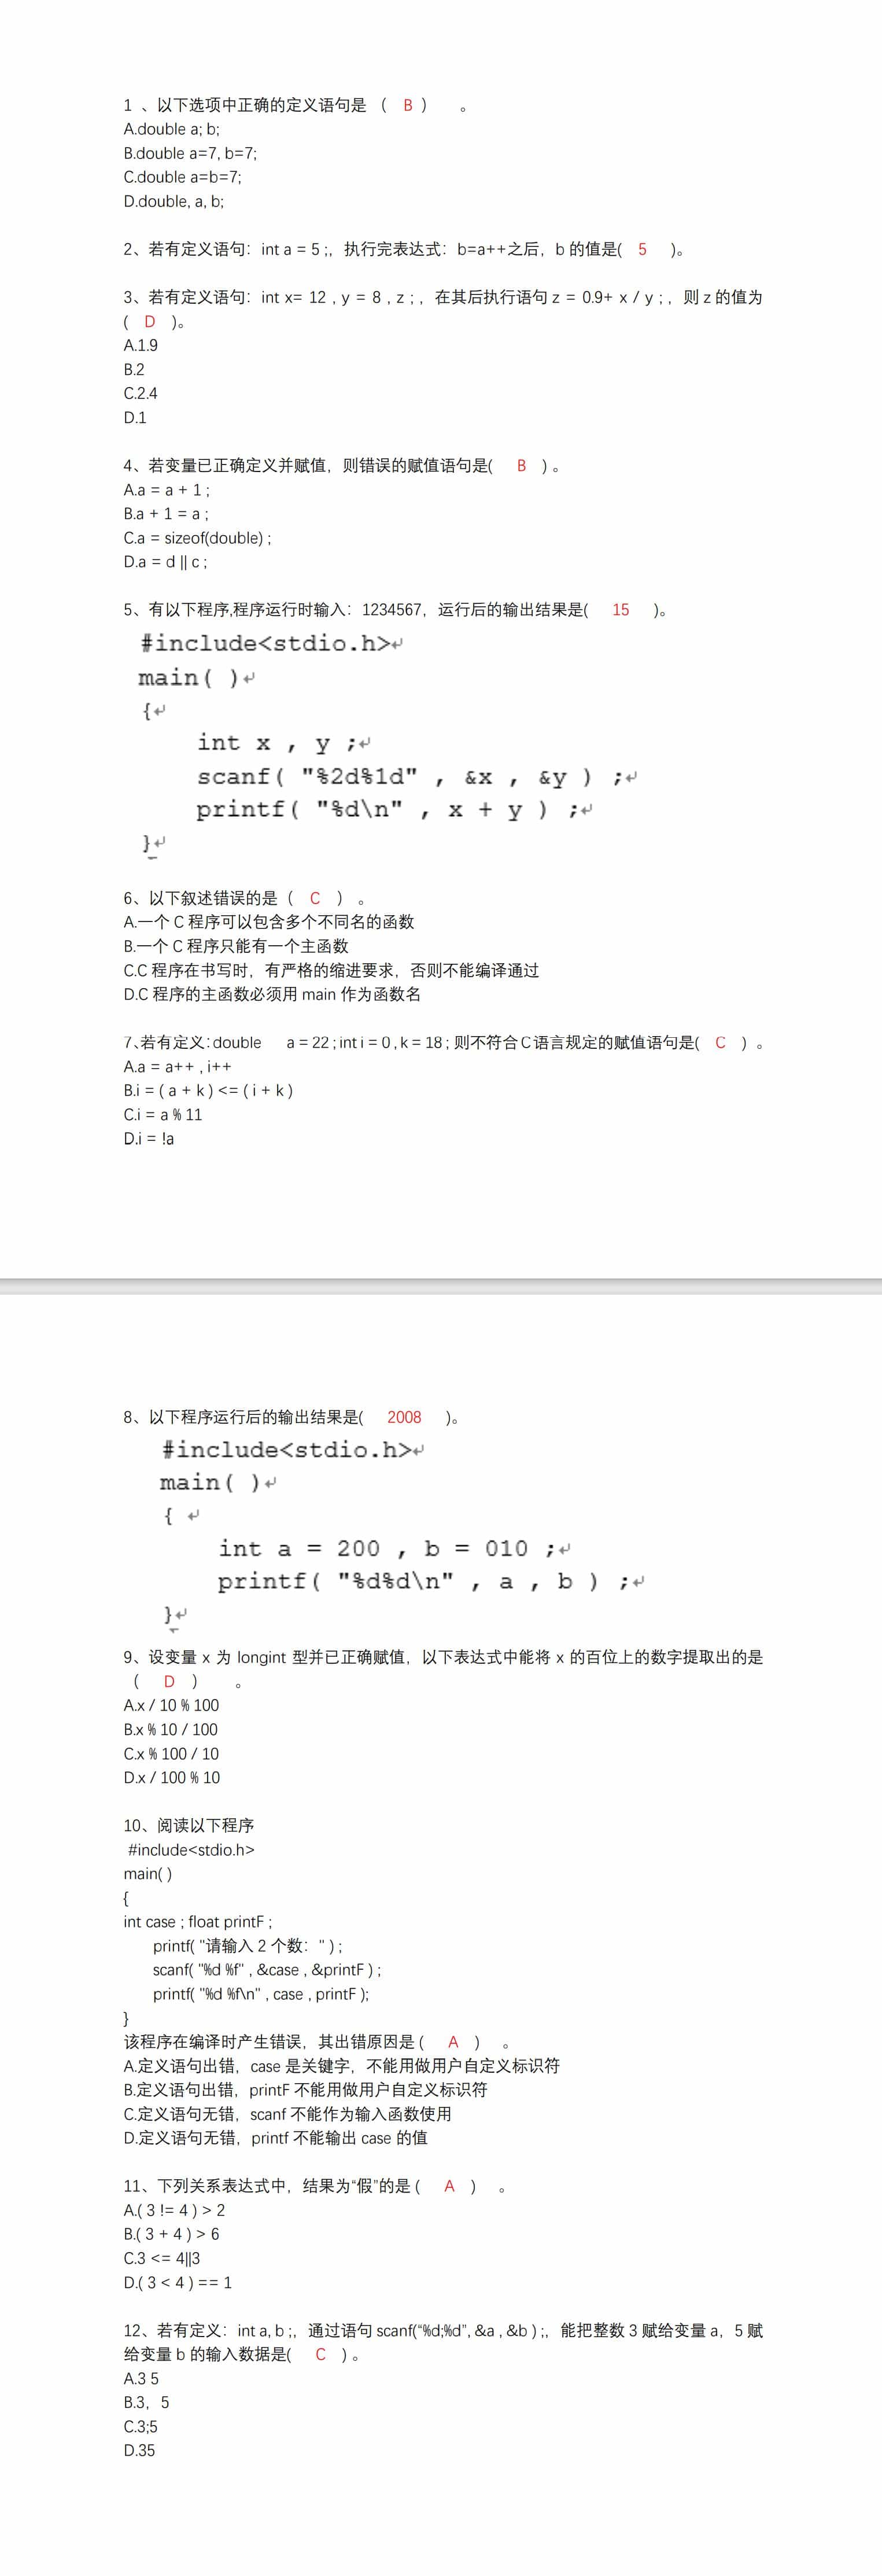 1 、以下选项中正确的定义语句是 （ B ） 。
A.double a; b;
B.double a=7, b=7;
C.double a=b=7;
D.double, a, b;
2、若有定义语句：int a = 5 ;，执行完表达式：b=a++之后，b 的值是( 5 )。
3、若有定义语句：int x= 12 , y = 8 , z ; ，在其后执行语句 z = 0.9+ x / y ; ，则 z 的值为
( D )。
A.1.9
B.2
C.2.4
D.1
4、若变量已正确定义并赋值，则错误的赋值语句是( B ) 。
A.a = a + 1 ;
B.a + 1 = a ;
C.a = sizeof(double) ;
D.a = d || c ;
5、有以下程序,程序运行时输入：1234567，运行后的输出结果是( 15 )。
#include<stdio.h>↵
main( )↵
{↵
int x , y ;↵
scanf( "%2d%1d" , &x , &y ) ;↵
printf( "%d\n" , x + y ) ;↵
}↵
6、以下叙述错误的是（ C ） 。
A.一个 C 程序可以包含多个不同名的函数
B.一个 C 程序只能有一个主函数
C.C 程序在书写时，有严格的缩进要求，否则不能编译通过
D.C 程序的主函数必须用 main 作为函数名
7、若有定义：double a = 22 ; int i = 0 , k = 18 ; 则不符合 C 语言规定的赋值语句是( C ) 。
A.a = a++ , i++
B.i = ( a + k ) <= ( i + k )
C.i = a % 11
D.i = !a
8、以下程序运行后的输出结果是( 2008 )。
#include<stdio.h>↵
main( )↵
{ ↵
int a = 200 , b = 010 ;↵
printf( "%d%d\n" , a , b ) ;↵
}↵
9、设变量 x 为 longint 型并已正确赋值，以下表达式中能将 x 的百位上的数字提取出的是
（ D ） 。
A.x / 10 % 100
B.x % 10 / 100
C.x % 100 / 10
D.x / 100 % 10
10、阅读以下程序
#include<stdio.h>
main( )
{
int case ; float printF ;
printf( "请输入 2 个数：" ) ;
scanf( "%d %f" , &case , &printF ) ;
printf( "%d %f\n" , case , printF );
}
该程序在编译时产生错误，其出错原因是 ( A ) 。
A.定义语句出错，case 是关键字，不能用做用户自定义标识符
B.定义语句出错，printF 不能用做用户自定义标识符
C.定义语句无错，scanf 不能作为输入函数使用
D.定义语句无错，printf 不能输出 case 的值
11、下列关系表达式中，结果为“假”的是 ( A ) 。
A.( 3 != 4 ) > 2
B.( 3 + 4 ) > 6
C.3 <= 4||3
D.( 3 < 4 ) == 1
12、若有定义：int a, b ;，通过语句 scanf(“%d;%d”, &a , &b ) ;，能把整数 3 赋给变量 a，5 赋
给变量 b 的输入数据是( C ) 。
A.3 5
B.3，5
C.3;5
D.35